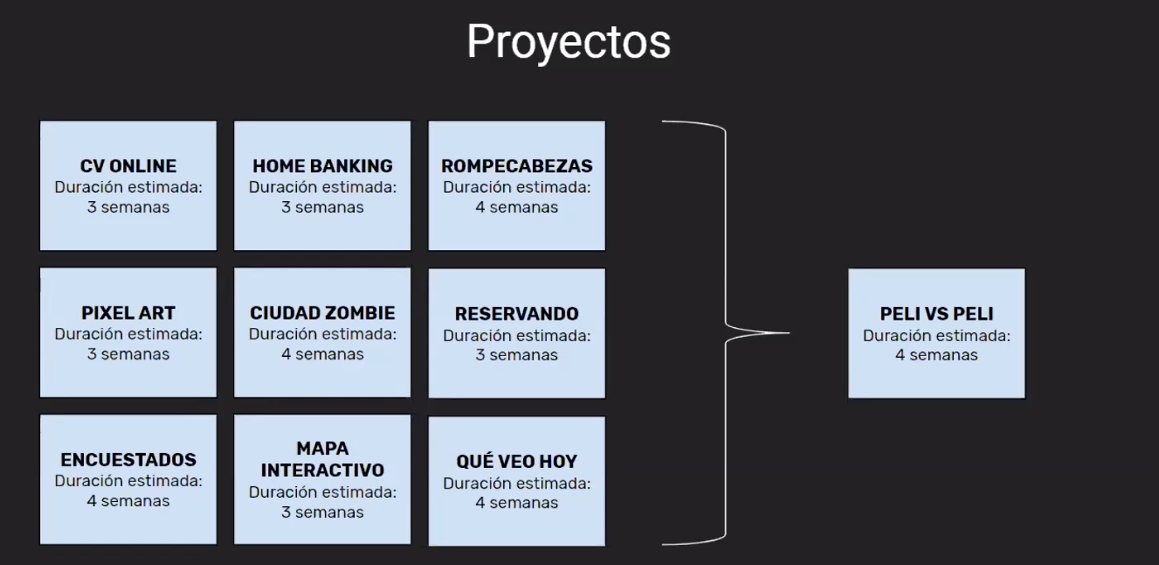 Proyectos
CV ONLINE
Duración estimada:
3 semanas
HOME BANKING
Duración estimada:
3 semanas
ROMPECABEZAS
Duración estimada:
4 semanas
PIXEL ART
Duración estimada:
3 semanas
CIUDAD ZOMBIE
Duración estimada:
4 semanas
RESERVANDO
Duración estimada:
3 semanas
PELI VS PELI
Duración estimada:
4 semanas
ENCUESTADOS
Duración estimada:
4 semanas
MAPA
INTERACTIVO
Duración estimada:
3 semanas
QUÉ VEO HOY
Duración estimada:
4 semanas